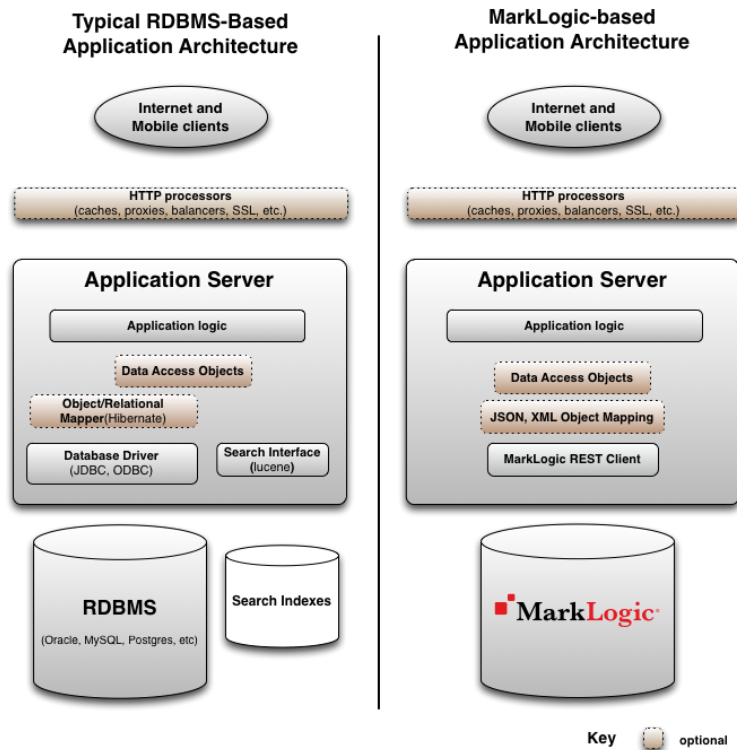 Typical RDBMS-Based
Application Architecture
Internet and
Mobile clients
HTTP processors
(caches, proxies, balancers, SSL, etc.)
Application Server
Application logic
Data Access Objects
Object/Relational
Mapper(Hibernate)
Database Driver
(JDBC, ODBC)
Search Interface
(lucene)
RDBMS
(Oracle, MySQL, Postgres, etc)
Search Indexes
MarkLogic-based
Application Architecture
Internet and
Mobile clients
HTTP processors
(caches, proxies, balancers, SSL, etc.)
Application Server
Application logic
Data Access Objects
JSON, XML Object Mapping
MarkLogic REST Client
MarkLogic®
Key optional